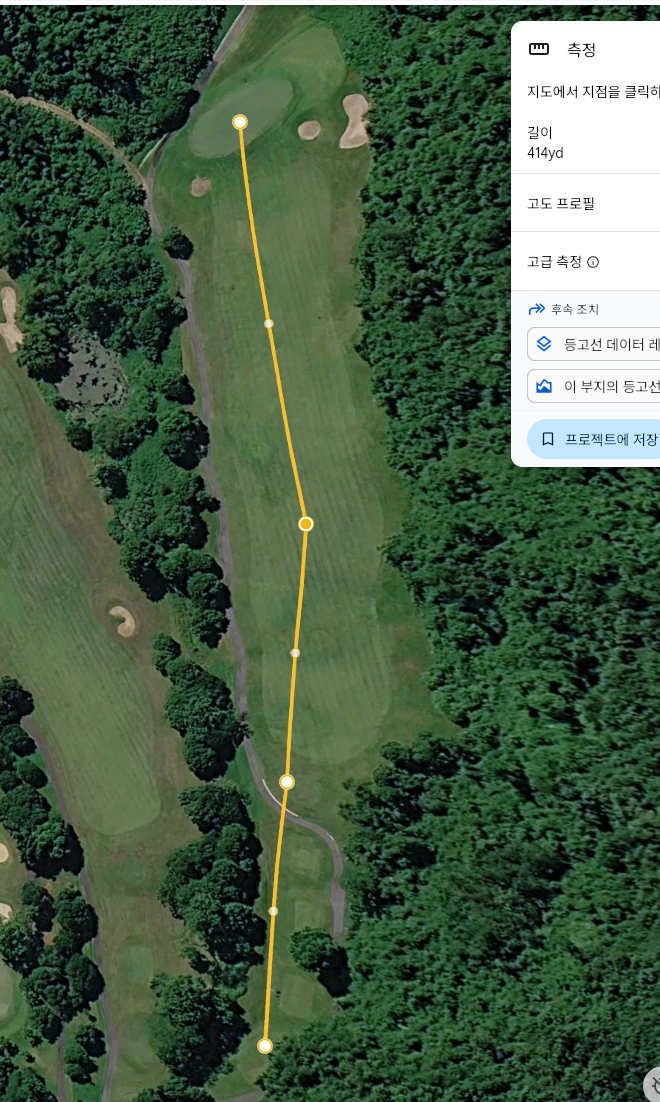 측정
지도에서 지점을 클릭하
길이
414yd
고도 프로필
고급 측정
후속 조치
등고선 데이터 레
이 부지의 등고선
프로젝트에 저장